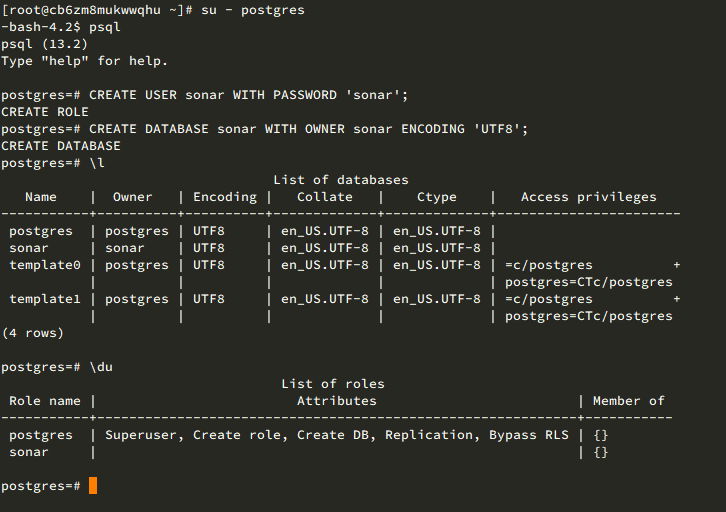 [root@cb6zm8mukwwqhu ~]# su - postgres
-bash-4.2$ psql
psql (13.2)
Type "help" for help.

postgres=# CREATE USER sonar WITH PASSWORD 'sonar';
CREATE ROLE
postgres=# CREATE DATABASE sonar WITH OWNER sonar ENCODING 'UTF8';
CREATE DATABASE
postgres=# \l
                                  List of databases
   Name    |  Owner   | Encoding |   Collate   |    Ctype    |   Access privileges
-----------+----------+----------+-------------+-------------+-----------------------
 postgres  | postgres | UTF8     | en_US.UTF-8 | en_US.UTF-8 |
 sonar     | sonar    | UTF8     | en_US.UTF-8 | en_US.UTF-8 |
 template0 | postgres | UTF8     | en_US.UTF-8 | en_US.UTF-8 | =c/postgres          +
           |          |          |             |             | postgres=CTc/postgres
 template1 | postgres | UTF8     | en_US.UTF-8 | en_US.UTF-8 | =c/postgres          +
           |          |          |             |             | postgres=CTc/postgres
(4 rows)

postgres=# \du
                                   List of roles
 Role name |                         Attributes                         | Member of
-----------+------------------------------------------------------------+-----------
 postgres  | Superuser, Create role, Create DB, Replication, Bypass RLS | {}
 sonar     |                                                            | {}

postgres=#